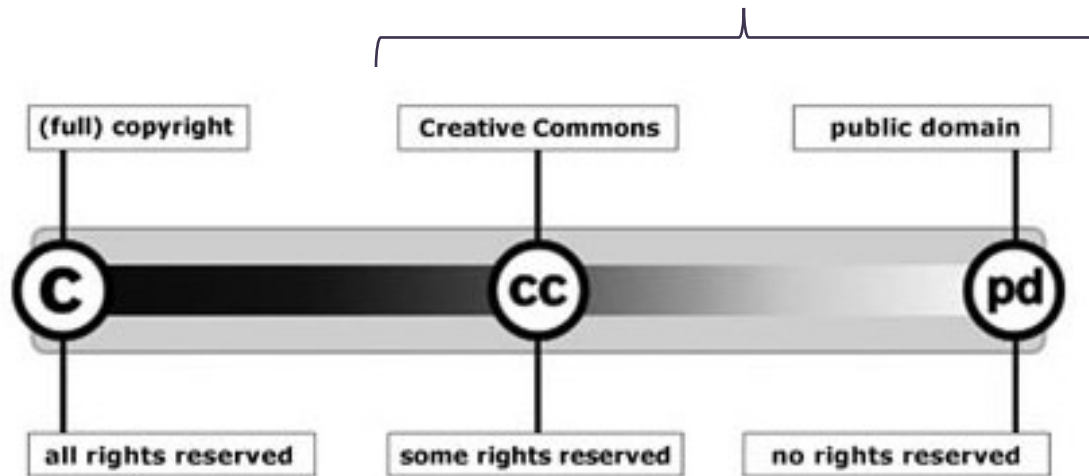 (full) copyright
Creative Commons
public domain
C
cc
pd
all rights reserved
some rights reserved
no rights reserved